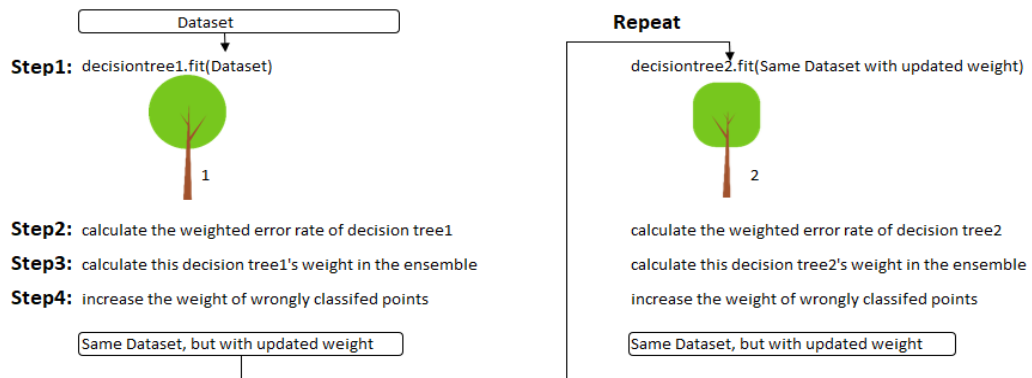 Dataset
Step1: decisiontree1.fit(Dataset)
1
Step2: calculate the weighted error rate of decision tree1
Step3: calculate this decision tree1's weight in the ensemble
Step4: increase the weight of wrongly classifed points
Same Dataset, but with updated weight
Repeat
decisiontree2.fit(Same Dataset with updated weight)
2
calculate the weighted error rate of decision tree2
calculate this decision tree2's weight in the ensemble
increase the weight of wrongly classifed points
Same Dataset, but with updated weight